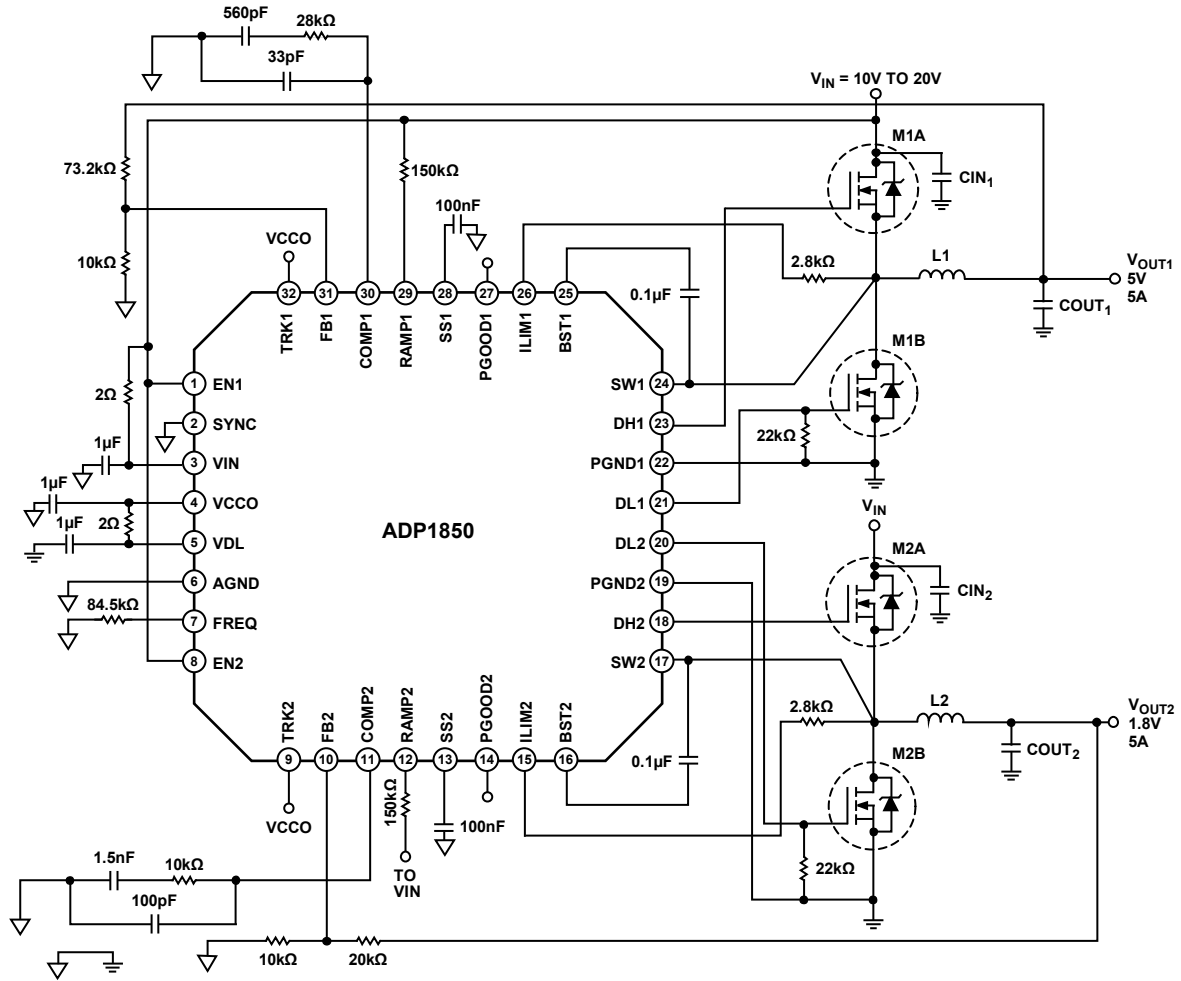 560pF
28kΩ
33pF
VIN = 10V TO 20V
M1A
CIN1
73.2kΩ
150kΩ
100nF
VCCO
10kΩ
2.8kΩ
L1
VOUT1
5V
5A
COUT1
0.1µF
32
31
30
29
28
27
26
25
TRK1
FB1
COMP1
RAMP1
SS1
PGOOD1
ILIM1
BST1
M1B
2Ω
1 EN1
SW1 24
2 SYNC
DH1 23
22kΩ
1µF
3 VIN
PGND1 22
1µF
4 VCCO
DL1 21
VIN
ADP1850
2Ω
1µF
5 VDL
DL2 20
M2A
6 AGND
PGND2 19
CIN2
84.5kΩ
7 FREQ
DH2 18
8 EN2
SW2 17
TRK2
FB2
COMP2
RAMP2
SS2
PGOOD2
ILIM2
BST2
9
10
11
12
13
14
15
16
2.8kΩ
L2
VOUT2
1.8V
5A
COUT2
0.1µF
M2B
VCCO
150kΩ
100nF
TO
VIN
22kΩ
1.5nF
10kΩ
100pF
10kΩ
20kΩ